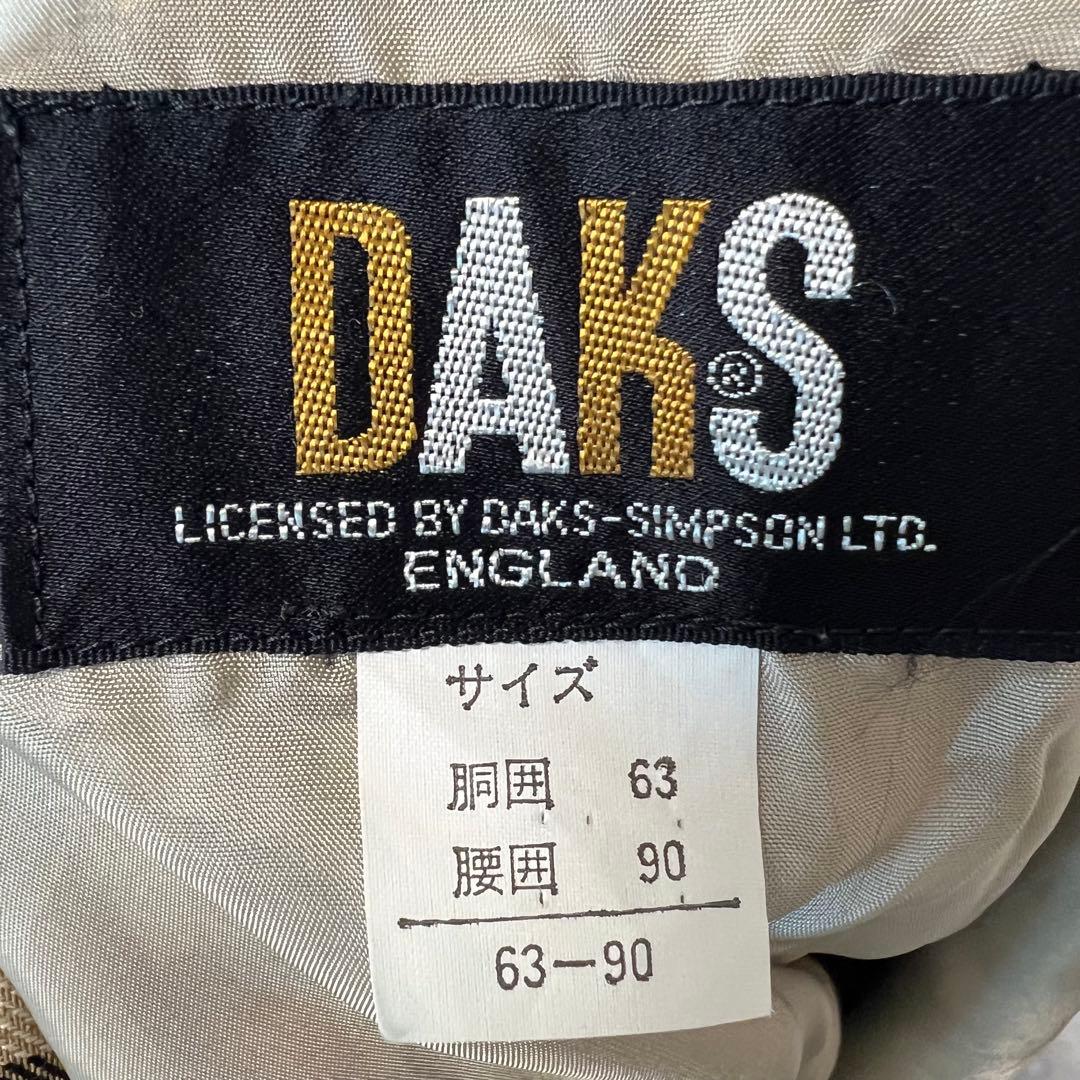 DAKS®
LICENSED BY DAKS-SIMPSON LTD.
ENGLAND
サイズ
胴囲 63
腰囲 90
63－90